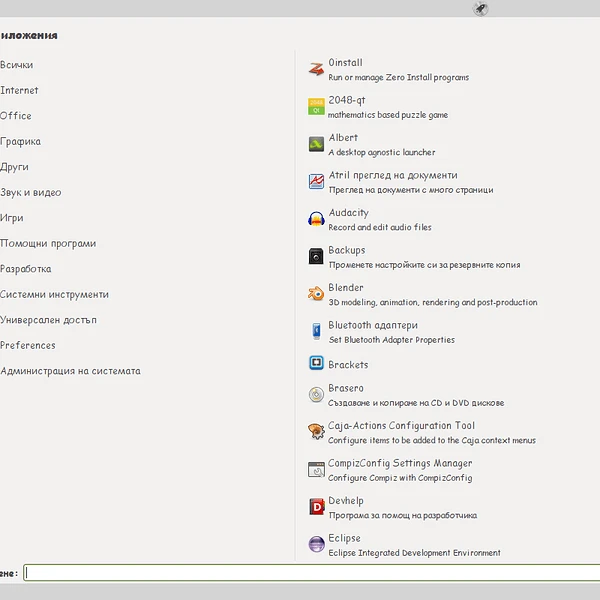 иложения
Всички
Internet
Office
Графика
Други
Звук и видео
Игри
Помощни програми
Разработка
Системни инструменти
Универсален достъп
Preferences
Администрация на системата
0install
Run or manage Zero Install programs
2048-qt
mathematics based puzzle game
Albert
A desktop agnostic launcher
Atril преглед на документи
Преглед на документи с много страници
Audacity
Record and edit audio files
Backups
Променете настройките си за резервните копия
Blender
3D modeling, animation, rendering and post-production
Bluetooth адаптери
Set Bluetooth Adapter Properties
Brackets
Brasero
Създаване и копиране на CD и DVD дискове
Caja-Actions Configuration Tool
Configure items to be added to the Caja context menus
CompizConfig Settings Manager
Configure Compiz with CompizConfig
Devhelp
Програма за помощ на разработчика
Eclipse
Eclipse Integrated Development Environment
ене: